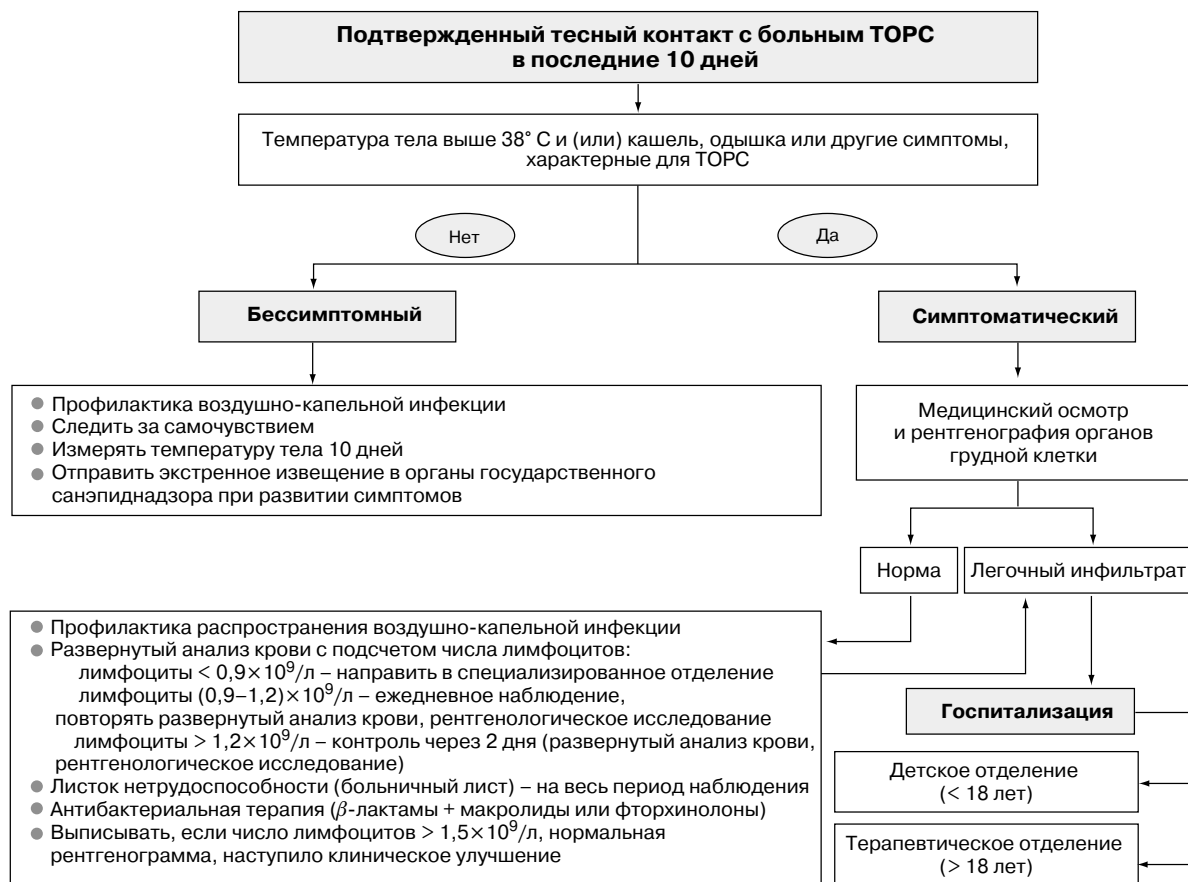 Подтвержденный тесный контакт с больным ТОРС
в последние 10 дней
Температура тела выше 38° С и (или) кашель, одышка или другие симптомы,
характерные для ТОРС
Нет
Да
Бессимптомный
Симптоматический
Профилактика воздушно-капельной инфекции
Следить за самочувствием
Измерять температуру тела 10 дней
Отправить экстренное извещение в органы государственного
санэпиднадзора при развитии симптомов
Медицинский осмотр
и рентгенография органов
грудной клетки
Норма
Легочный инфильтрат
Профилактика распространения воздушно-капельной инфекции
Развернутый анализ крови с подсчетом числа лимфоцитов:
лимфоциты < 0,9×10⁹/л – направить в специализированное отделение
лимфоциты (0,9–1,2)×10⁹/л – ежедневное наблюдение,
повторять развернутый анализ крови, рентгенологическое исследование
лимфоциты > 1,2×10⁹/л – контроль через 2 дня (развернутый анализ крови,
рентгенологическое исследование)
Листок нетрудоспособности (больничный лист) – на весь период наблюдения
Антибактериальная терапия (β-лактамы + макролиды или фторхинолоны)
Выписывать, если число лимфоцитов > 1,5×10⁹/л, нормальная
рентгенограмма, наступило клиническое улучшение
Госпитализация
Детское отделение
(< 18 лет)
Терапевтическое отделение
(> 18 лет)